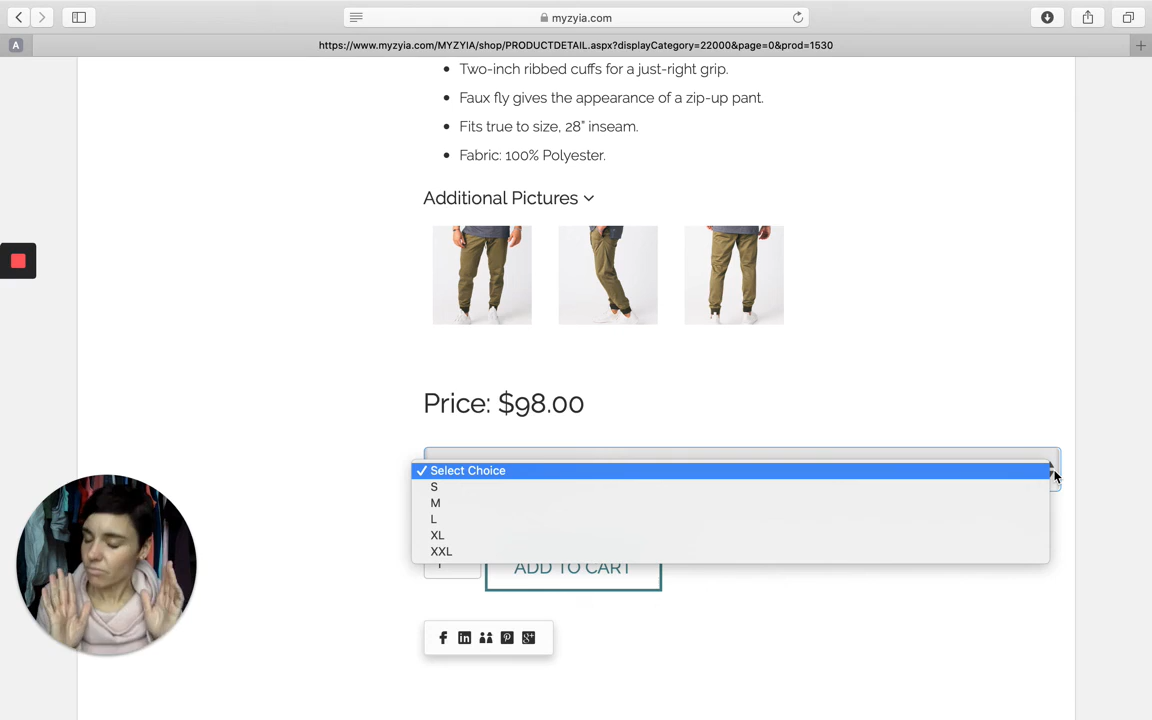 myzyia.com
A
https://www.myzyia.com/MYZYIA/shop/PRODUCTDETAIL.aspx?displayCategory=22000&page=0&prod=1530
• Two-inch ribbed cuffs for a just-right grip.
• Faux fly gives the appearance of a zip-up pant.
• Fits true to size, 28" inseam.
• Fabric: 100% Polyester.
Additional Pictures
Price: $98.00
✓ Select Choice
S
M
L
XL
XXL
ADD TO CART